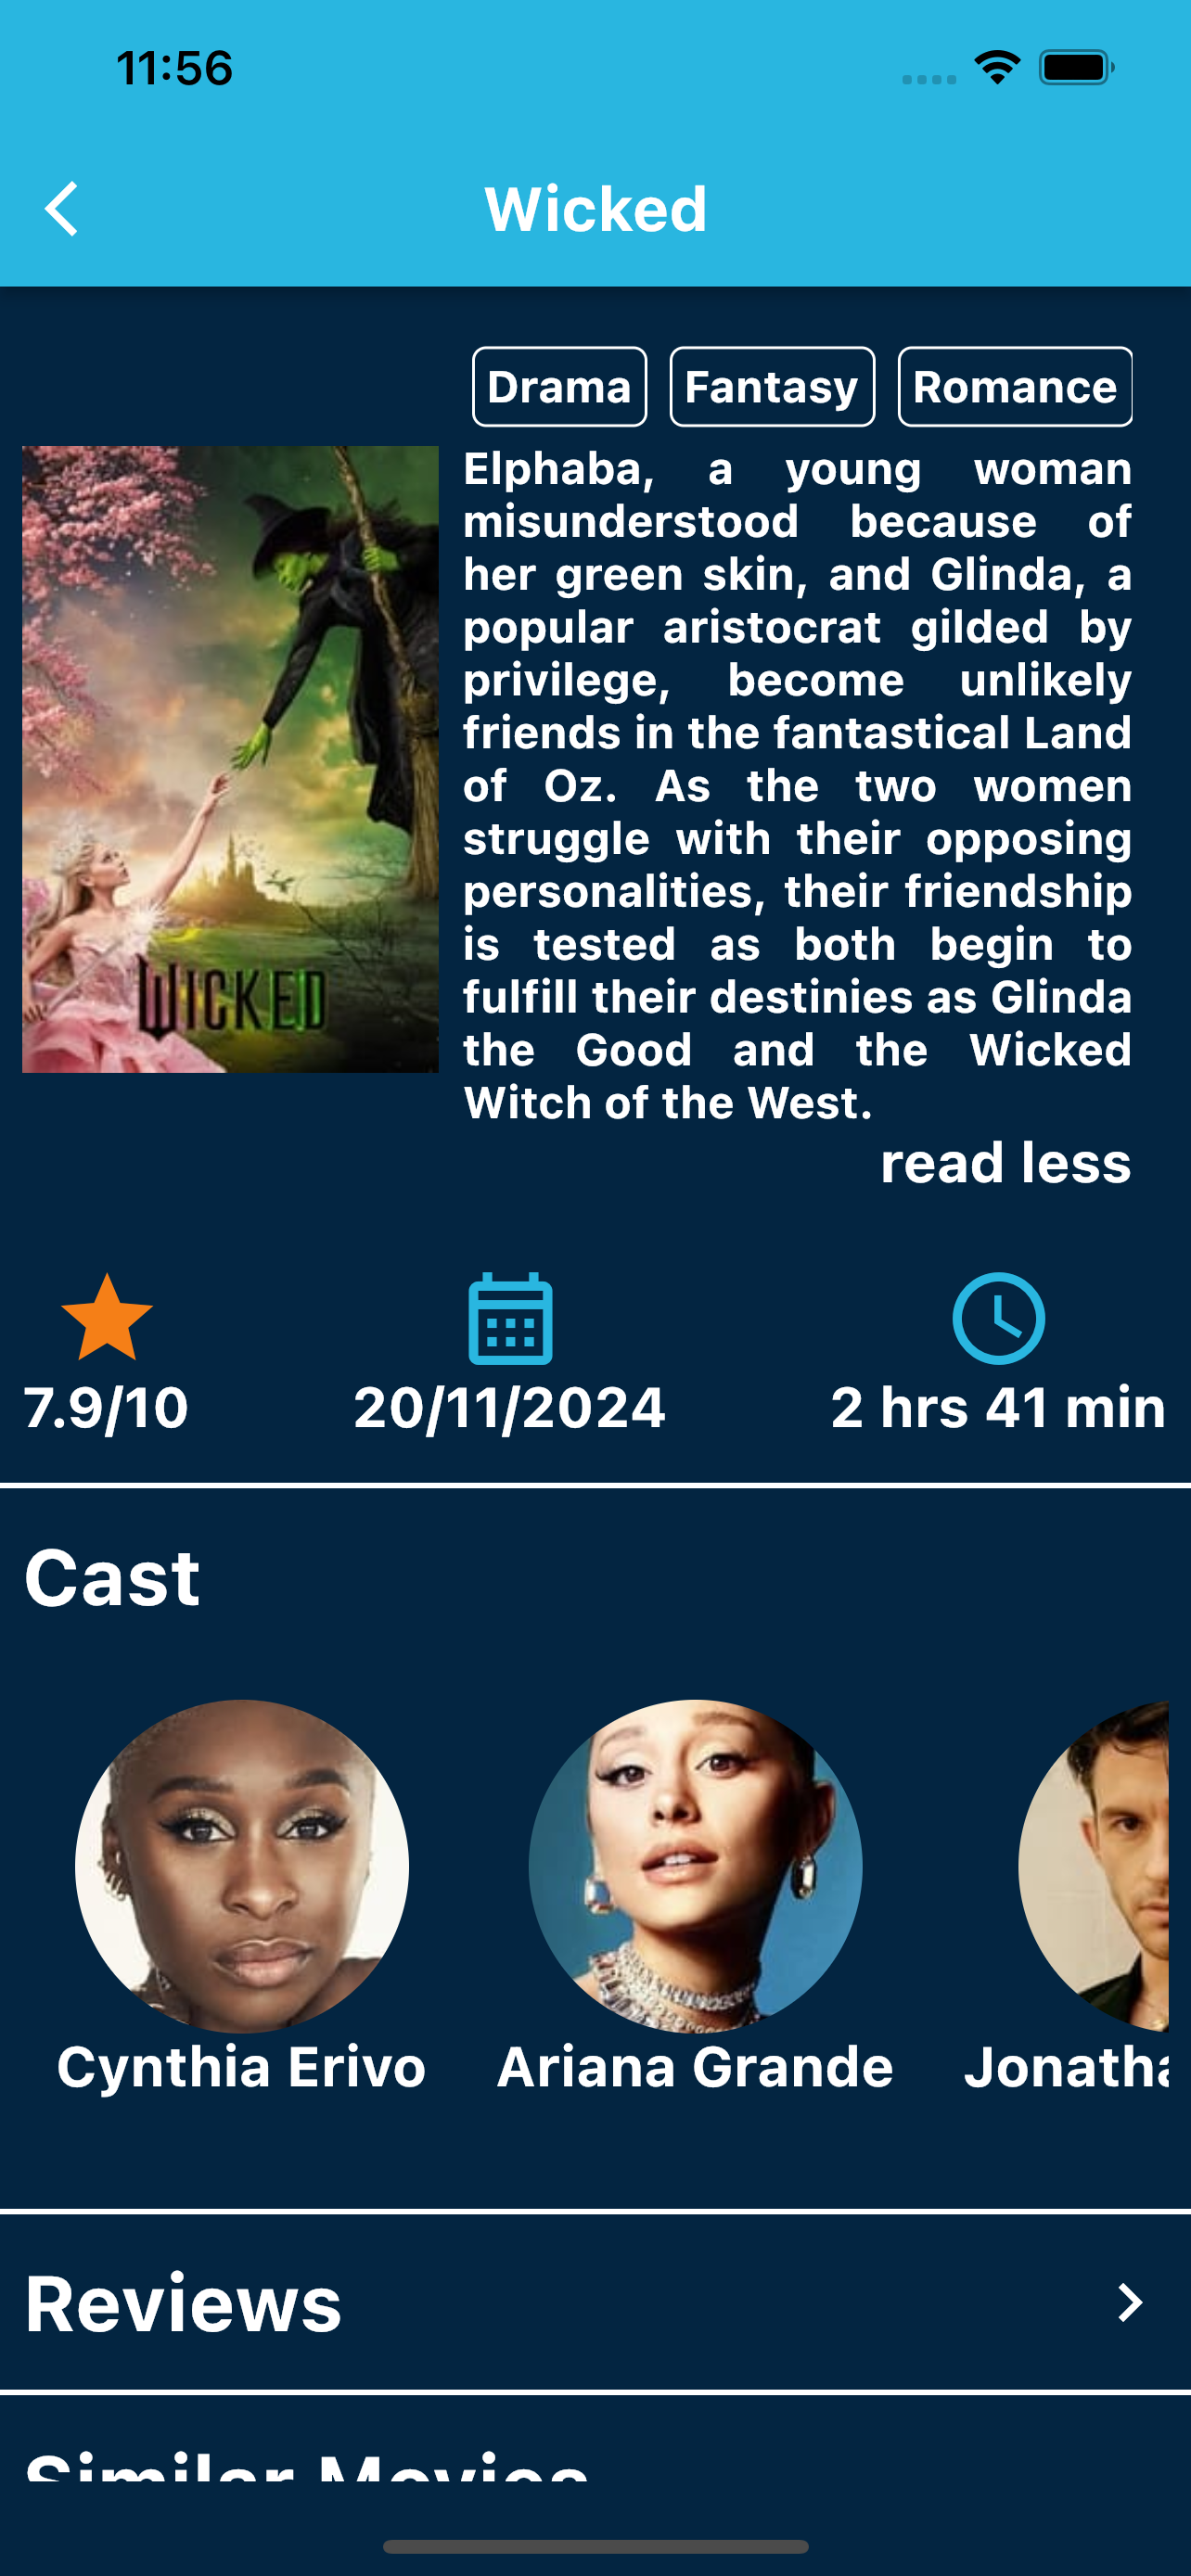 11:56
Wicked
Drama Fantasy Romance
Elphaba, a young woman
misunderstood because of
her green skin, and Glinda, a
popular aristocrat gilded by
privilege, become unlikely
friends in the fantastical Land
of Oz. As the two women
struggle with their opposing
personalities, their friendship
is tested as both begin to
fulfill their destinies as Glinda
the Good and the Wicked
Witch of the West.
read less
WICKED
7.9/10 20/11/2024 2 hrs 41 min
Cast
Cynthia Erivo Ariana Grande Jonatha
Reviews
Similar Movies